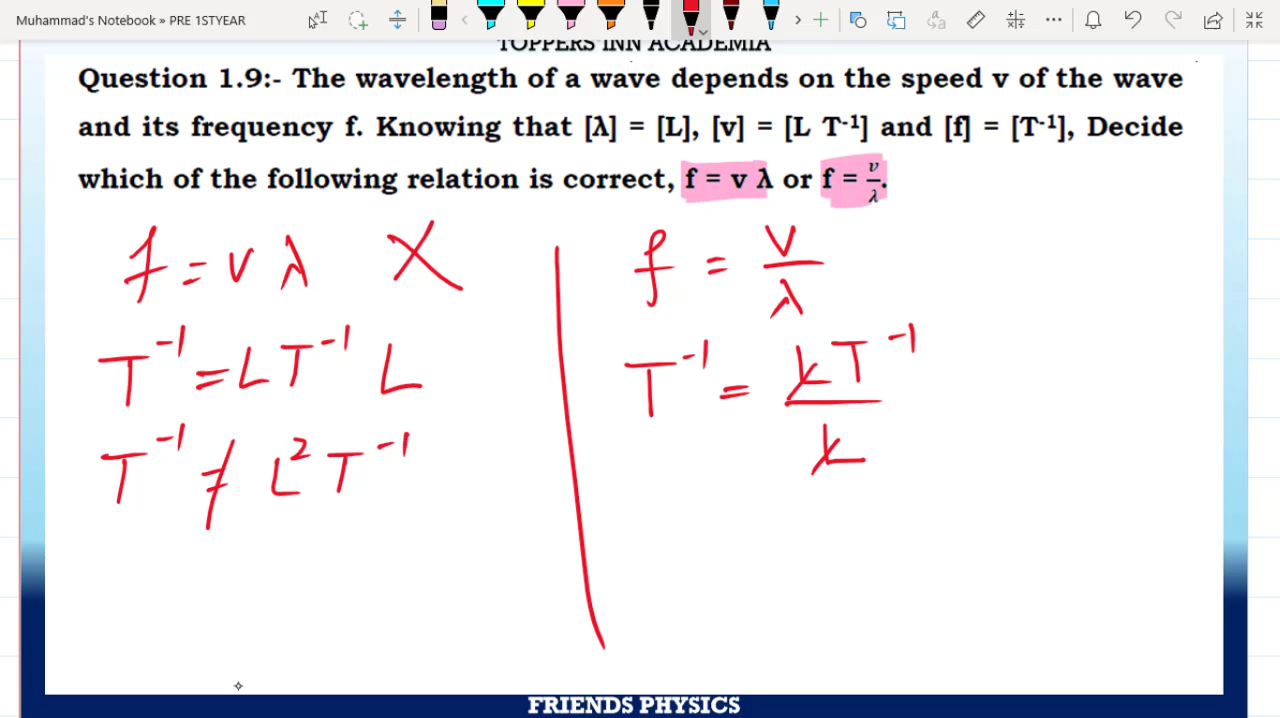 Muhammad's Notebook » PRE 1STYEAR
TOPPERS INN ACADEMIA
Question 1.9:- The wavelength of a wave depends on the speed v of the wave
and its frequency f. Knowing that [λ] = [L], [v] = [L T⁻¹] and [f] = [T⁻¹], Decide
which of the following relation is correct, f = v λ or f = v/λ.
f = v λ X
T⁻¹ = L T⁻¹ L
T⁻¹ ≠ L² T⁻¹
f = v/λ
T⁻¹ = L T⁻¹/L
FRIENDS PHYSICS